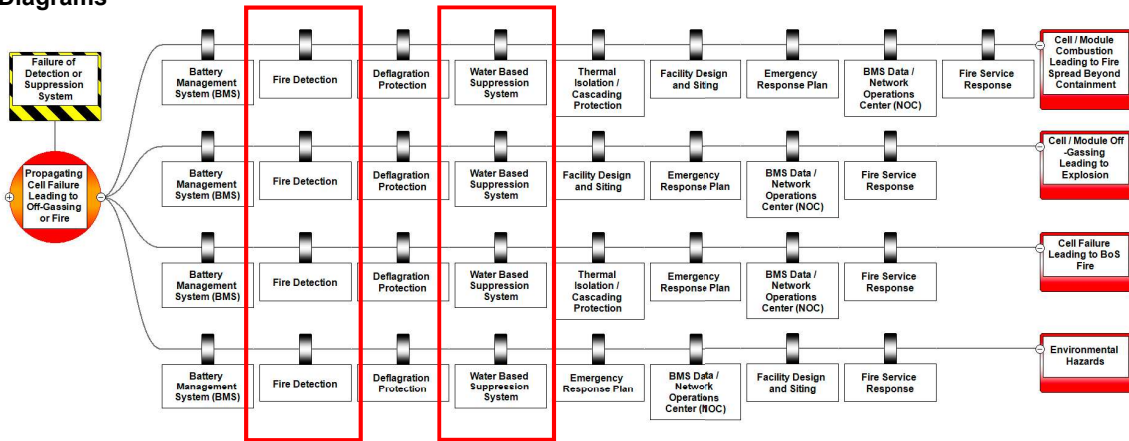 Diagrams
Failure of
Detection or
Suppression
System
Propagating
Cell Failure
Leading to
Off-Gassing
or Fire
Battery
Management
System (BMS)
Fire Detection
Deflagration
Protection
Water Based
Suppression
System
Thermal
Isolation /
Cascading
Protection
Facility Design
and Siting
Emergency
Response Plan
BMS Data /
Network
Operations
Center (NOC)
Fire Service
Response
Cell / Module
Combustion
Leading to Fire
Spread Beyond
Containment
Battery
Management
System (BMS)
Fire Detection
Deflagration
Protection
Water Based
Suppression
System
Facility Design
and Siting
Emergency
Response Plan
BMS Data /
Network
Operations
Center (NOC)
Fire Service
Response
Cell / Module Off
-Gassing
Leading to
Explosion
Battery
Management
System (BMS)
Fire Detection
Deflagration
Protection
Water Based
Suppression
System
Thermal
Isolation /
Cascading
Protection
Emergency
Response Plan
BMS Data /
Network
Operations
Center (NOC)
Fire Service
Response
Cell Failure
Leading to BoS
Fire
Battery
Management
System (BMS)
Fire Detection
Deflagration
Protection
Water Based
Suppression
System
Emergency
Response Plan
BMS Data /
Network
Operations
Center (NOC)
Facility Design
and Siting
Fire Service
Response
Environmental
Hazards